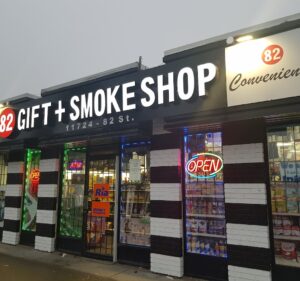 82 GIFT + SMOKE SHOP
11724 - 82 St.
82
Convenien
OPEN